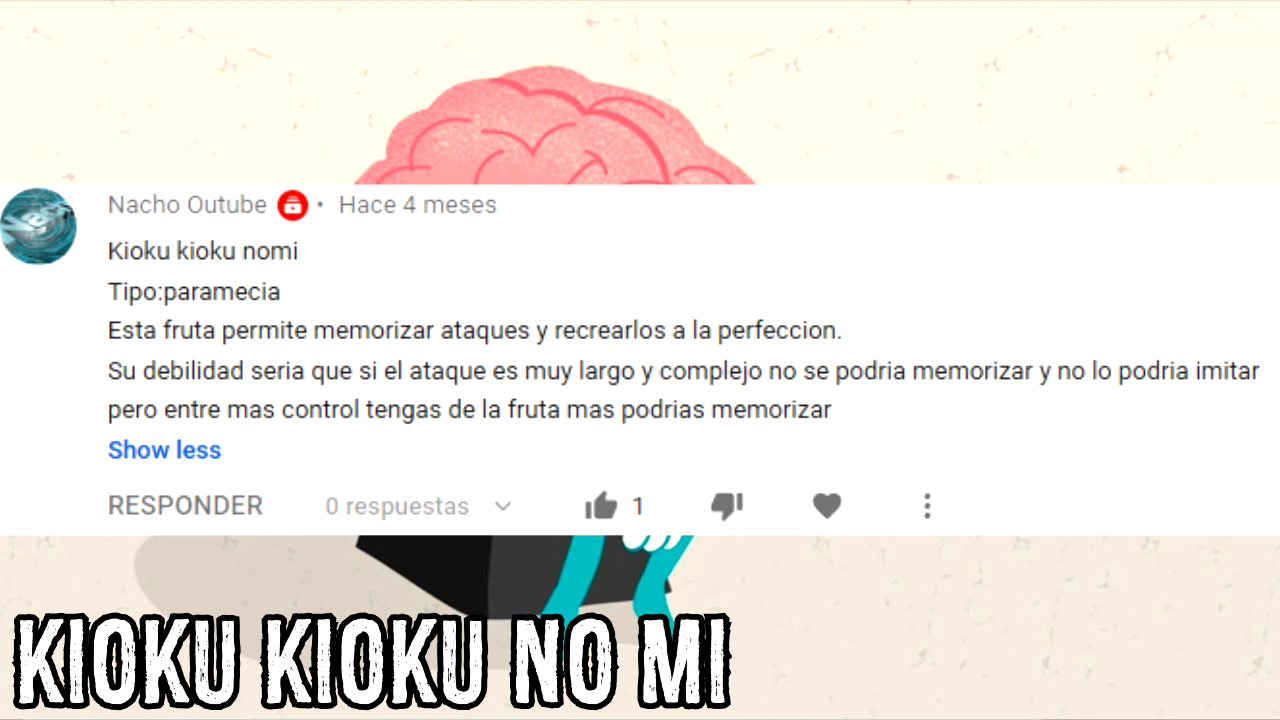 Nacho Outube • Hace 4 meses
Kioku kioku nomi
Tipo:paramecia
Esta fruta permite memorizar ataques y recrearlos a la perfeccion.
Su debilidad seria que si el ataque es muy largo y complejo no se podria memorizar y no lo podria imitar
pero entre mas control tengas de la fruta mas podrias memorizar
Show less
RESPONDER 0 respuestas 1
KIOKU KIOKU NO MI